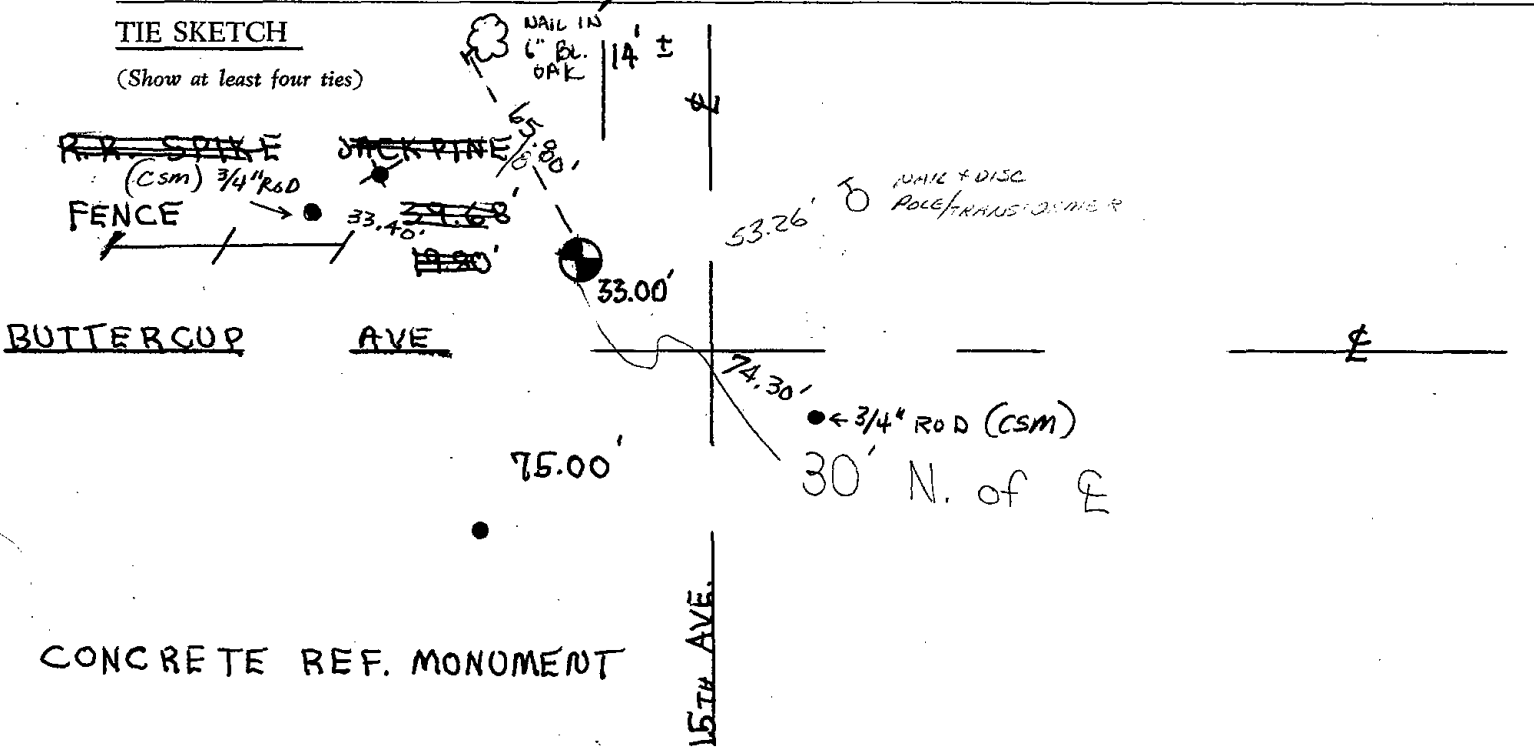 TIE SKETCH
(Show at least four ties)
NAIL IN
6" BL.
OAK
14' ±
℄
65.80'
R.R. SPIKE
JACK PINE
(CSM) 3/4" ROD
FENCE
33.40'
39.68'
53.26'
NAIL + DISC
POLE/TRANSFORMER
33.00'
BUTTERCUP AVE
℄
74.30'
3/4" ROD (CSM)
75.00'
30' N. of ℄
15TH AVE.
CONCRETE REF. MONUMENT